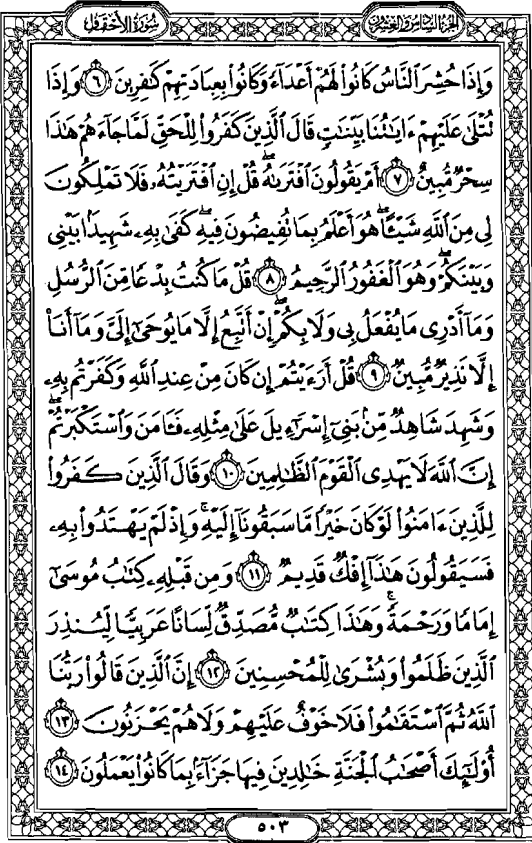 سورة الأحقاف
الجزء السادس والعشرون
وَإِذَا حُشِرَ ٱلنَّاسُ كَانُوا۟ لَهُمْ أَعْدَآءً وَكَانُوا۟ بِعِبَادَتِهِمْ كَـٰفِرِينَ ٦ وَإِذَا
تُتْلَىٰ عَلَيْهِمْ ءَايَـٰتُنَا بَيِّنَـٰتٍ قَالَ ٱلَّذِينَ كَفَرُوا۟ لِلْحَقِّ لَمَّا جَآءَهُمْ هَـٰذَا
سِحْرٌ مُّبِينٌ ٧ أَمْ يَقُولُونَ ٱفْتَرَىٰهُ ۖ قُلْ إِنِ ٱفْتَرَيْتُهُۥ فَلَا تَمْلِكُونَ
لِى مِنَ ٱللَّهِ شَيْـًٔا ۖ هُوَ أَعْلَمُ بِمَا تُفِيضُونَ فِيهِ ۖ كَفَىٰ بِهِۦ شَهِيدًۢا بَيْنِى
وَبَيْنَكُمْ ۖ وَهُوَ ٱلْغَفُورُ ٱلرَّحِيمُ ٨ قُلْ مَا كُنتُ بِدْعًا مِّنَ ٱلرُّسُلِ
وَمَآ أَدْرِى مَا يُفْعَلُ بِى وَلَا بِكُمْ ۖ إِنْ أَتَّبِعُ إِلَّا مَا يُوحَىٰٓ إِلَىَّ وَمَآ أَنَا۠
إِلَّا نَذِيرٌ مُّبِينٌ ٩ قُلْ أَرَءَيْتُمْ إِن كَانَ مِنْ عِندِ ٱللَّهِ وَكَفَرْتُم بِهِۦ
وَشَهِدَ شَاهِدٌ مِّنۢ بَنِىٓ إِسْرَٰٓءِيلَ عَلَىٰ مِثْلِهِۦ فَـَٔامَنَ وَٱسْتَكْبَرْتُمْ ۖ
إِنَّ ٱللَّهَ لَا يَهْدِى ٱلْقَوْمَ ٱلظَّـٰلِمِينَ ١٠ وَقَالَ ٱلَّذِينَ كَفَرُوا۟
لِلَّذِينَ ءَامَنُوا۟ لَوْ كَانَ خَيْرًا مَّا سَبَقُونَآ إِلَيْهِ ۚ وَإِذْ لَمْ يَهْتَدُوا۟ بِهِۦ
فَسَيَقُولُونَ هَـٰذَآ إِفْكٌ قَدِيمٌ ١١ وَمِن قَبْلِهِۦ كِتَـٰبُ مُوسَىٰٓ
إِمَامًا وَرَحْمَةً ۚ وَهَـٰذَا كِتَـٰبٌ مُّصَدِّقٌ لِّسَانًا عَرَبِيًّا لِّيُنذِرَ
ٱلَّذِينَ ظَلَمُوا۟ وَبُشْرَىٰ لِلْمُحْسِنِينَ ١٢ إِنَّ ٱلَّذِينَ قَالُوا۟ رَبُّنَا
ٱللَّهُ ثُمَّ ٱسْتَقَـٰمُوا۟ فَلَا خَوْفٌ عَلَيْهِمْ وَلَا هُمْ يَحْزَنُونَ ١٣
أُو۟لَـٰٓئِكَ أَصْحَـٰبُ ٱلْجَنَّةِ خَـٰلِدِينَ فِيهَا جَزَآءًۢ بِمَا كَانُوا۟ يَعْمَلُونَ ١٤
٥٠٣